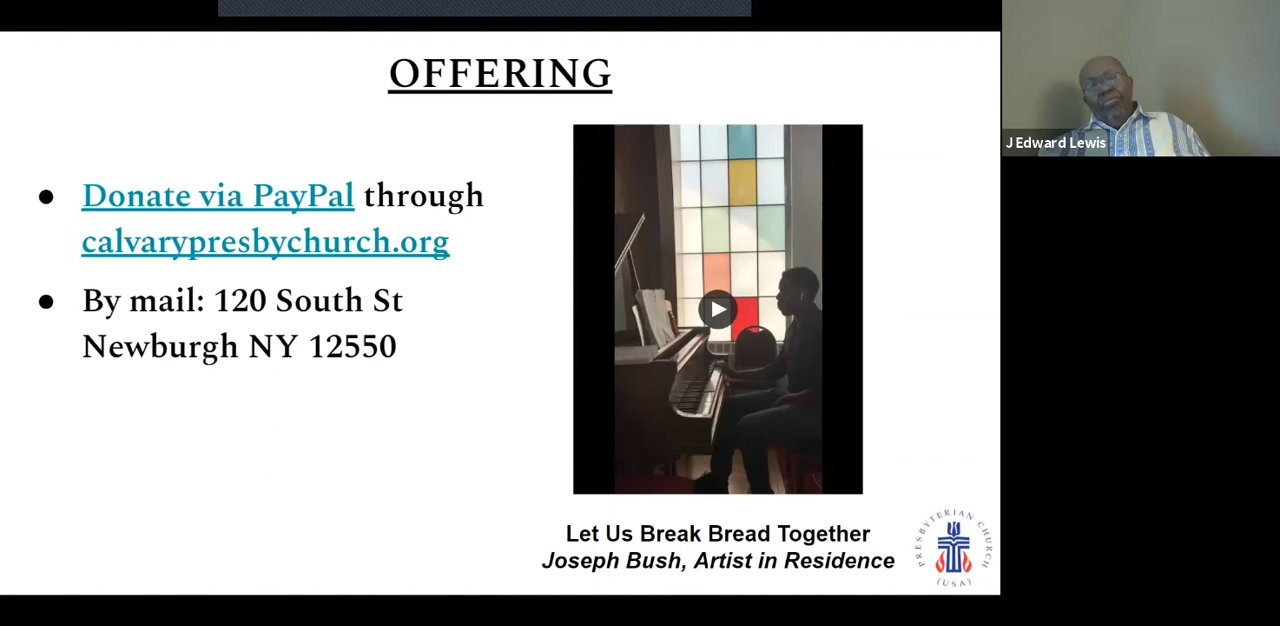 OFFERING
● Donate via PayPal through
calvarypresbychurch.org
● By mail: 120 South St
Newburgh NY 12550
Let Us Break Bread Together
Joseph Bush, Artist in Residence
PRESBYTERIAN CHURCH
(USA)
J Edward Lewis